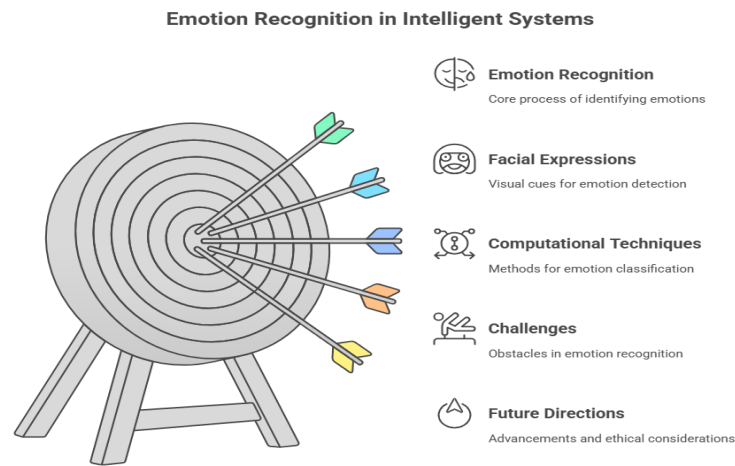 Emotion Recognition in Intelligent Systems
Emotion Recognition
Core process of identifying emotions
Facial Expressions
Visual cues for emotion detection
Computational Techniques
Methods for emotion classification
Challenges
Obstacles in emotion recognition
Future Directions
Advancements and ethical considerations